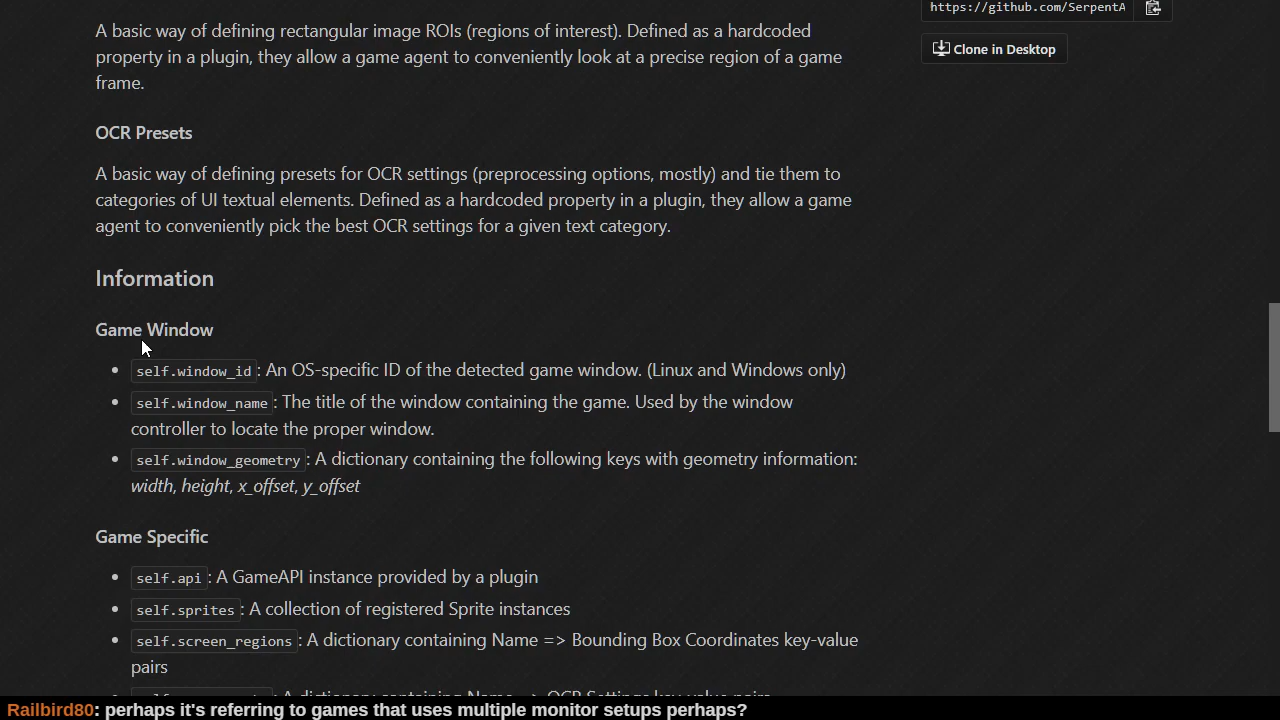 https://github.com/SerpentA
A basic way of defining rectangular image ROIs (regions of interest). Defined as a hardcoded
property in a plugin, they allow a game agent to conveniently look at a precise region of a game
frame.
Clone in Desktop
OCR Presets
A basic way of defining presets for OCR settings (preprocessing options, mostly) and tie them to
categories of UI textual elements. Defined as a hardcoded property in a plugin, they allow a game
agent to conveniently pick the best OCR settings for a given text category.
Information
Game Window
self.window_id: An OS-specific ID of the detected game window. (Linux and Windows only)
self.window_name: The title of the window containing the game. Used by the window
controller to locate the proper window.
self.window_geometry: A dictionary containing the following keys with geometry information:
width, height, x_offset, y_offset
Game Specific
self.api: A GameAPI instance provided by a plugin
self.sprites: A collection of registered Sprite instances
self.screen_regions: A dictionary containing Name => Bounding Box Coordinates key-value
pairs
A dictionary containing Name => OCR Settings key-value pairs
Railbird80: perhaps it's referring to games that uses multiple monitor setups perhaps?